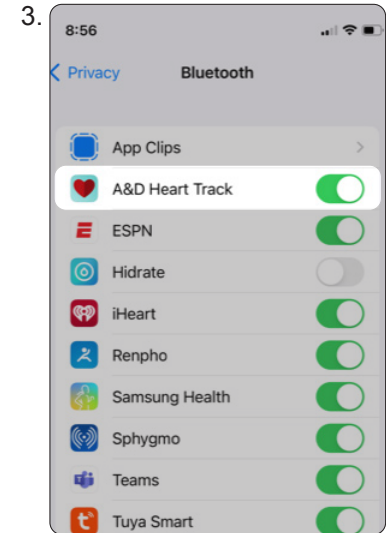 3.
8:56
Privacy Bluetooth
App Clips
A&D Heart Track
ESPN
Hidrate
iHeart
Renpho
Samsung Health
Sphygmo
Teams
Tuya Smart